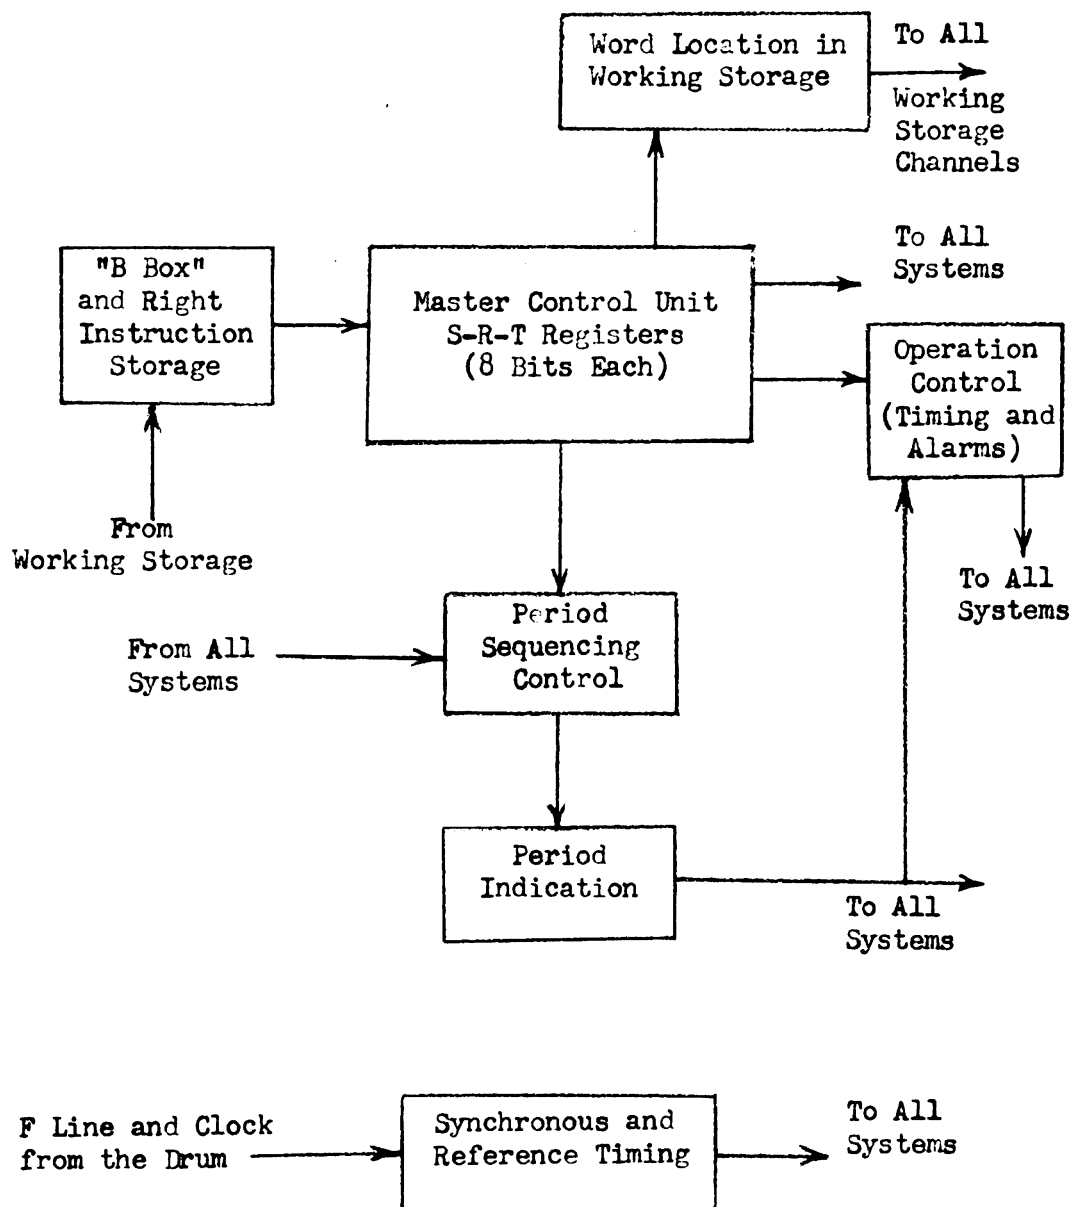 Word Location in
Working Storage
To All
Working
Storage
Channels
"B Box"
and Right
Instruction
Storage
Master Control Unit
S-R-T Registers
(8 Bits Each)
To All
Systems
Operation
Control
(Timing and
Alarms)
From
Working Storage
To All
Systems
Period
Sequencing
Control
From All
Systems
Period
Indication
To All
Systems
F Line and Clock
from the Drum
Synchronous and
Reference Timing
To All
Systems